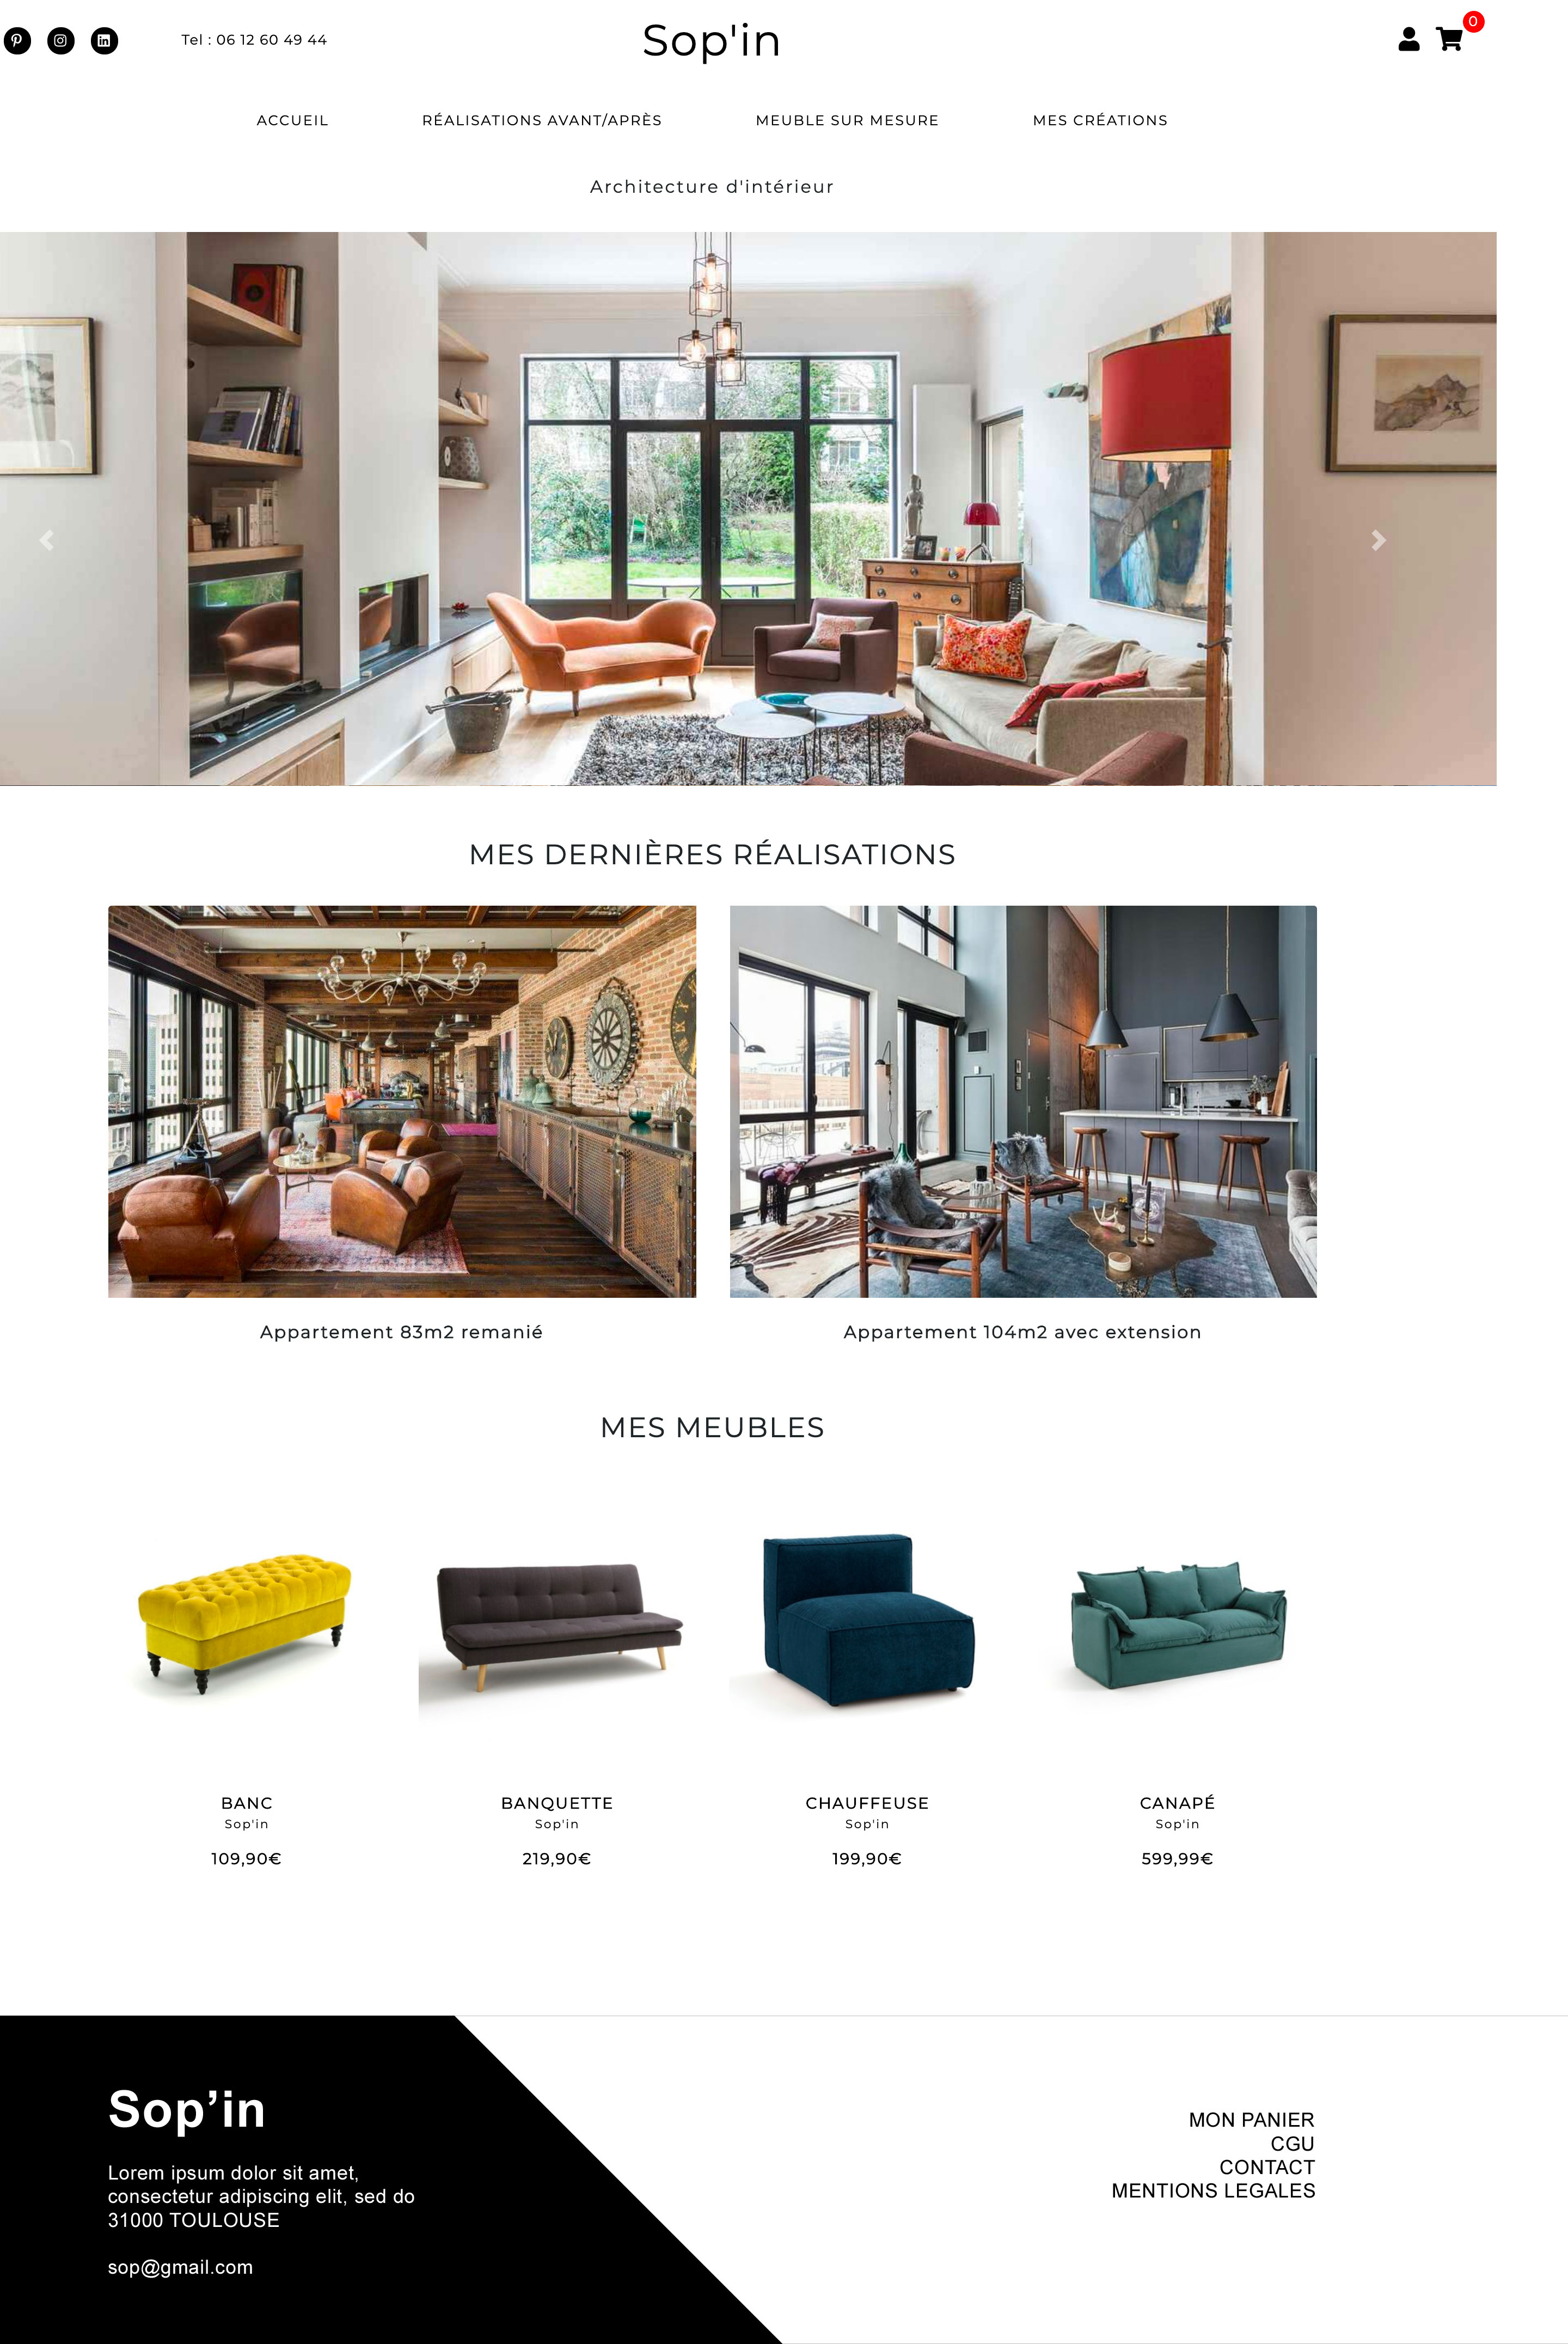 Tel : 06 12 60 49 44
Sop'in
0
ACCUEIL
RÉALISATIONS AVANT/APRÈS
MEUBLE SUR MESURE
MES CRÉATIONS
Architecture d'intérieur
MES DERNIÈRES RÉALISATIONS
Appartement 83m2 remanié
Appartement 104m2 avec extension
MES MEUBLES
BANC
Sop'in
109,90€
BANQUETTE
Sop'in
219,90€
CHAUFFEUSE
Sop'in
199,90€
CANAPÉ
Sop'in
599,99€
Sop’in
Lorem ipsum dolor sit amet,
consectetur adipiscing elit, sed do
31000 TOULOUSE
sop@gmail.com
MON PANIER
CGU
CONTACT
MENTIONS LEGALES